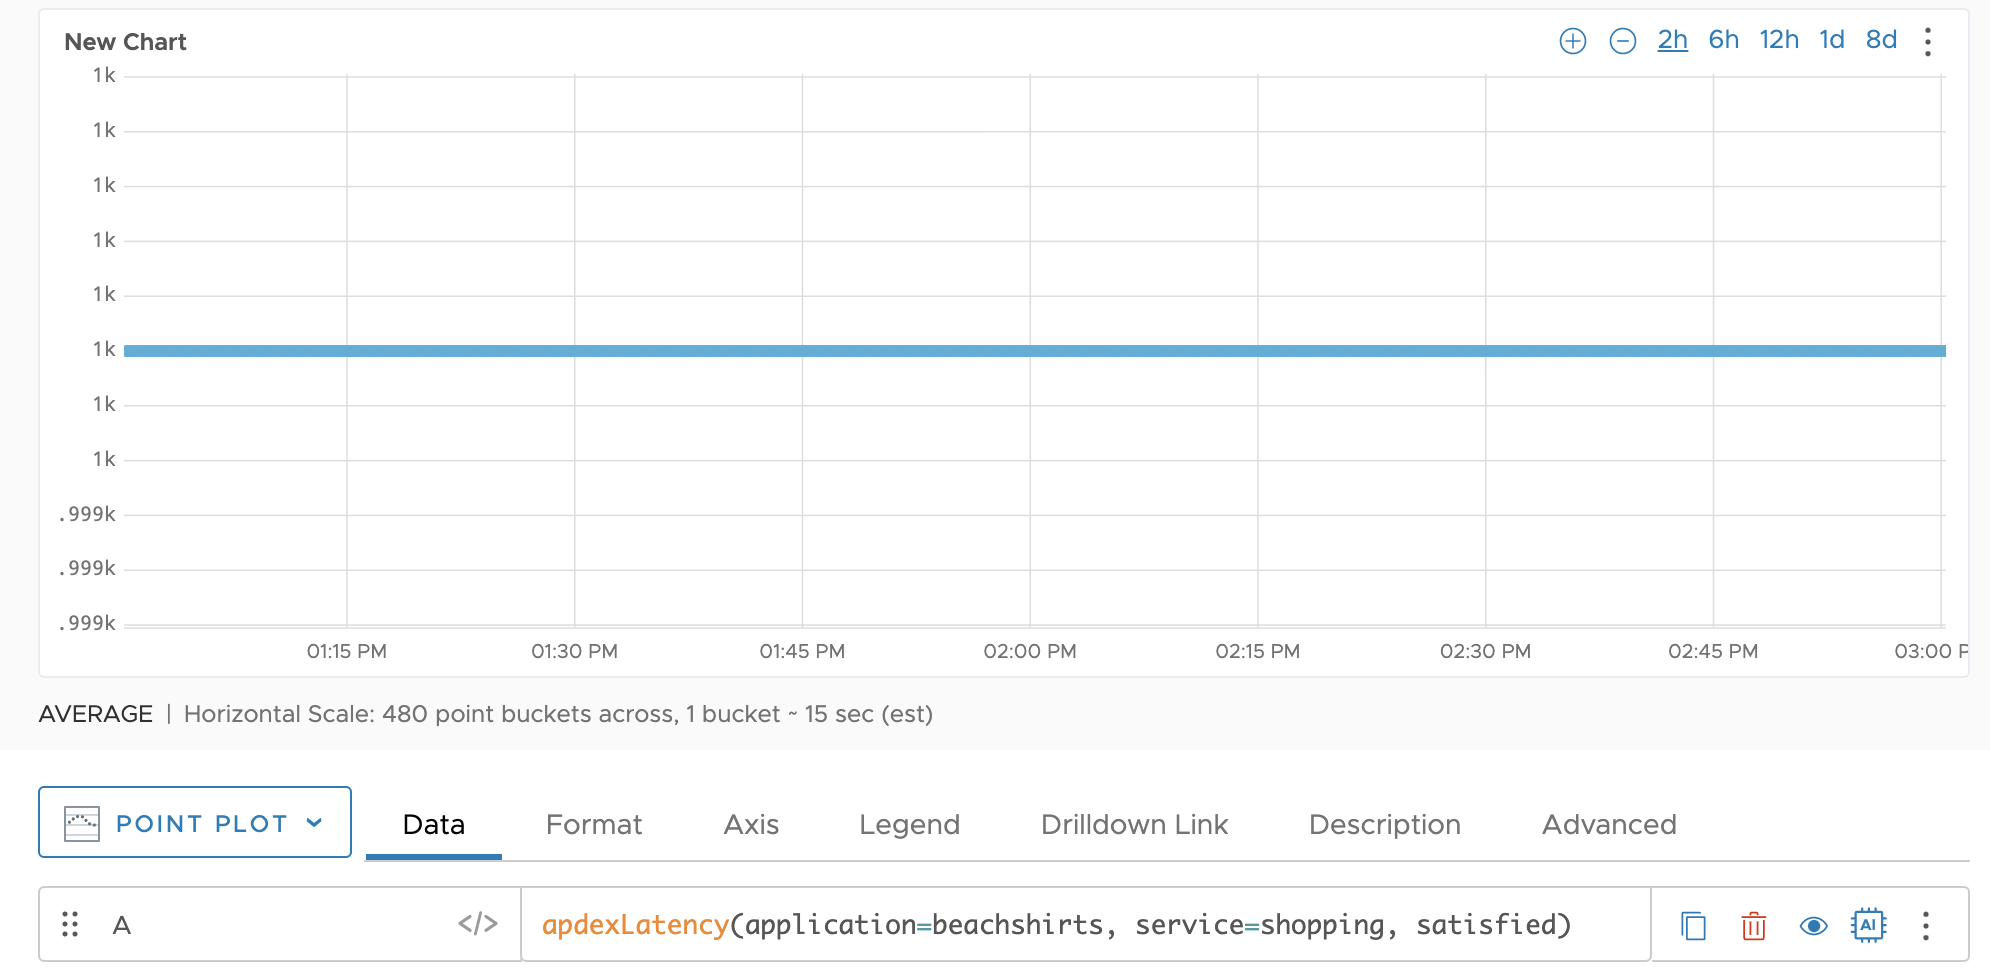 New Chart
2h 6h 12h 1d 8d
1k
1k
1k
1k
1k
1k
1k
1k
.999k
.999k
.999k
01:15 PM 01:30 PM 01:45 PM 02:00 PM 02:15 PM 02:30 PM 02:45 PM 03:00 P
AVERAGE | Horizontal Scale: 480 point buckets across, 1 bucket ~ 15 sec (est)
POINT PLOT Data Format Axis Legend Drilldown Link Description Advanced
A </> apdexLatency(application=beachshirts, service=shopping, satisfied) AI